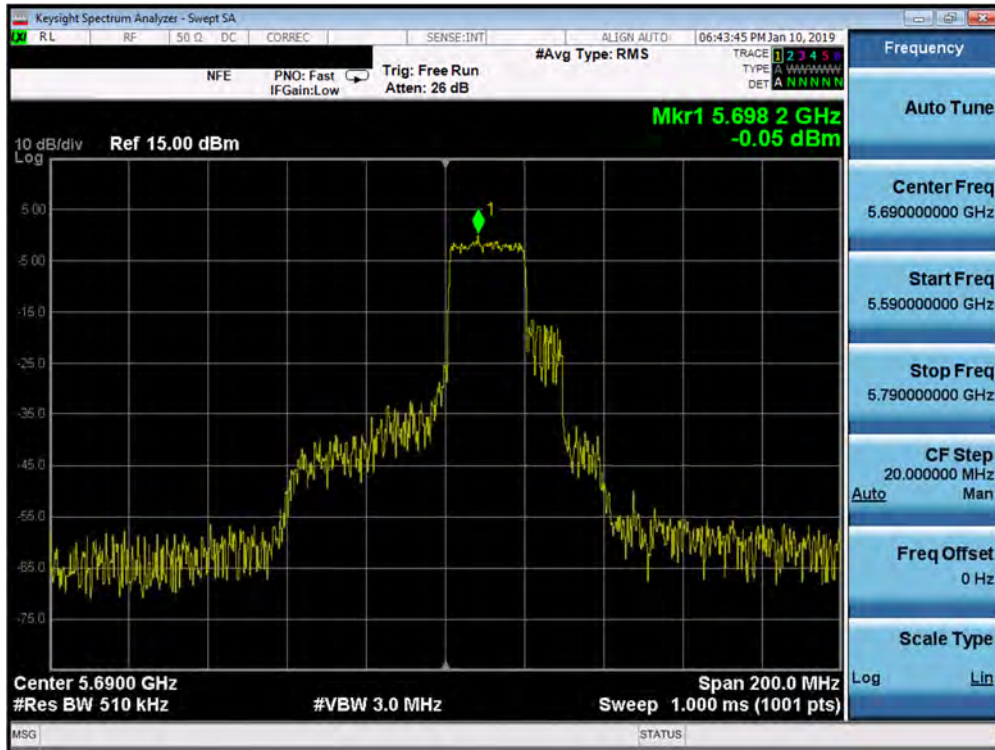 Keysight Spectrum Analyzer - Swept SA
LXI RL RF 50 Ω DC CORREC SENSE:INT ALIGN AUTO 06:43:45 PM Jan 10, 2019
NFE PNO: Fast Trig: Free Run #Avg Type: RMS TRACE 1 2 3 4 5 6
IFGain:Low Atten: 26 dB TYPE A WWWWW
DET A N N N N N
Mkr1 5.698 2 GHz
-0.05 dBm
10 dB/div Ref 15.00 dBm
Log
1
5.00
-5.00
-15.0
-25.0
-35.0
-45.0
-55.0
-65.0
-75.0
Center 5.6900 GHz Span 200.0 MHz
#Res BW 510 kHz #VBW 3.0 MHz Sweep 1.000 ms (1001 pts)
MSG STATUS
Frequency
Auto Tune
Center Freq
5.690000000 GHz
Start Freq
5.590000000 GHz
Stop Freq
5.790000000 GHz
CF Step
20.000000 MHz
Auto Man
Freq Offset
0 Hz
Scale Type
Log Lin